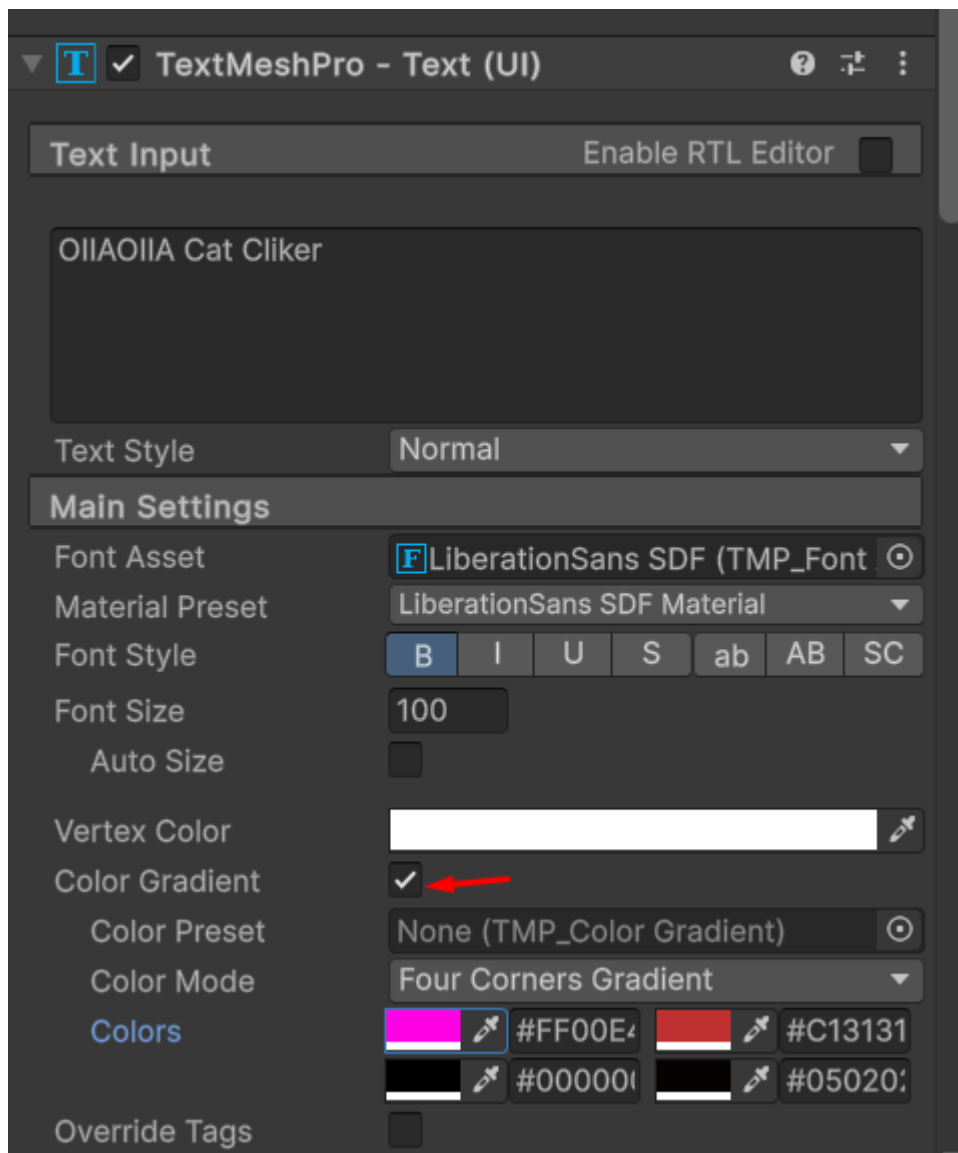 T TextMeshPro - Text (UI)
Text Input Enable RTL Editor
OIIAOIIA Cat Cliker
Text Style Normal
Main Settings
Font Asset F LiberationSans SDF (TMP_Font
Material Preset LiberationSans SDF Material
Font Style B I U S ab AB SC
Font Size 100
Auto Size
Vertex Color
Color Gradient
Color Preset None (TMP_Color Gradient)
Color Mode Four Corners Gradient
Colors #FF00E #C13131
#00000 #05020
Override Tags